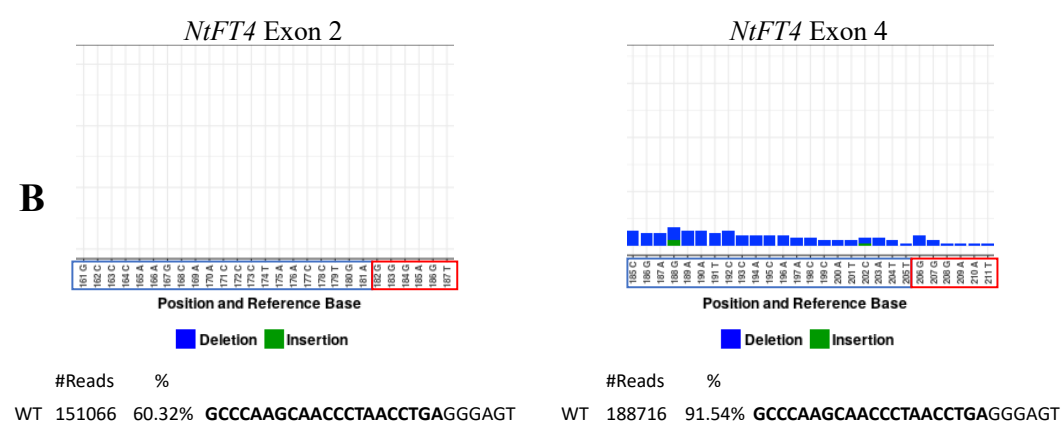 NtFT4 Exon 2
NtFT4 Exon 4
B
161 G
162 C
163 C
164 C
165 A
166 A
167 G
168 C
169 A
170 A
171 C
172 C
173 C
174 T
175 A
176 A
177 C
178 C
179 T
180 G
181 A
182 G
183 G
184 G
185 A
186 G
187 T
Position and Reference Base
Deletion Insertion
185 C
186 G
187 A
188 G
189 A
190 A
191 T
192 C
193 C
194 A
195 C
196 A
197 A
198 C
199 C
200 A
201 T
202 C
203 A
204 T
205 T
206 G
207 G
208 G
209 A
210 A
211 T
Position and Reference Base
Deletion Insertion
#Reads %
WT 151066 60.32% GCCCAAGCAACCCTAACCTGAGGGAGT
#Reads %
WT 188716 91.54% GCCCAAGCAACCCTAACCTGAGGGAGT